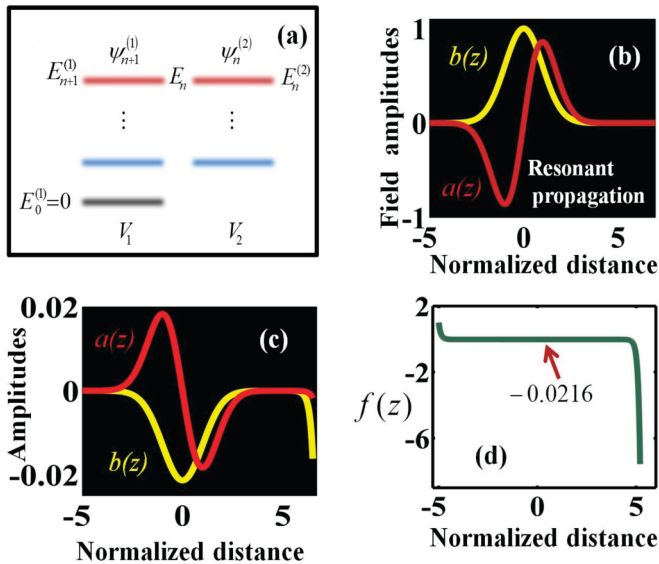 (a)
ψ_{n+1}^{(1)} ψ_n^{(2)}
E_{n+1}^{(1)} E_n E_n^{(2)}
⋮ ⋮
E_0^{(1)}=0
V_1 V_2
(b)
Field amplitudes
1
0
-1
b(z)
a(z)
Resonant
propagation
-5 0 5
Normalized distance
(c)
Amplitudes
0.02
0
-0.02
a(z)
b(z)
-5 0 5
Normalized distance
(d)
f(z)
2
-2
-6
−0.0216
-5 0 5
Normalized distance